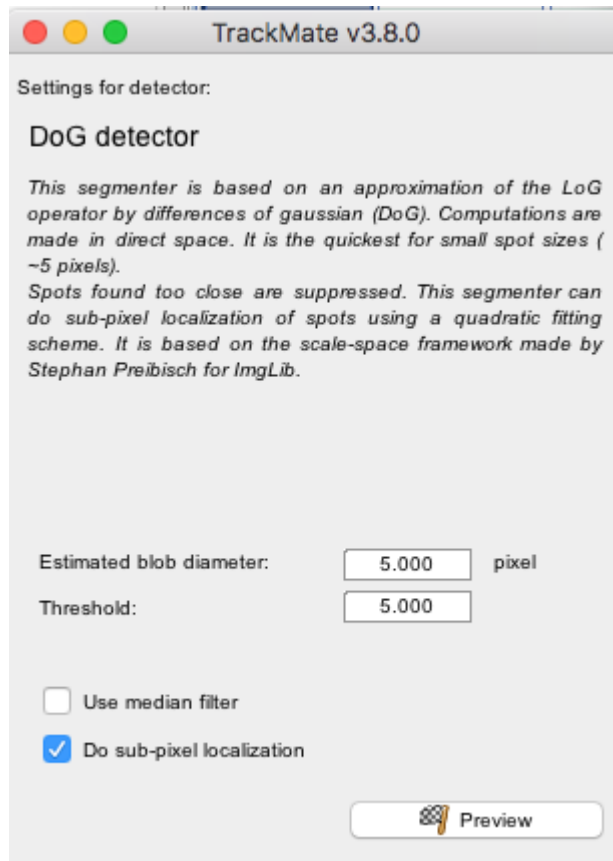 TrackMate v3.8.0
Settings for detector:
DoG detector
This segmenter is based on an approximation of the LoG
operator by differences of gaussian (DoG). Computations are
made in direct space. It is the quickest for small spot sizes (
~5 pixels).
Spots found too close are suppressed. This segmenter can
do sub-pixel localization of spots using a quadratic fitting
scheme. It is based on the scale-space framework made by
Stephan Preibisch for ImgLib.
Estimated blob diameter: 5.000 pixel
Threshold: 5.000
Use median filter
Do sub-pixel localization
Preview